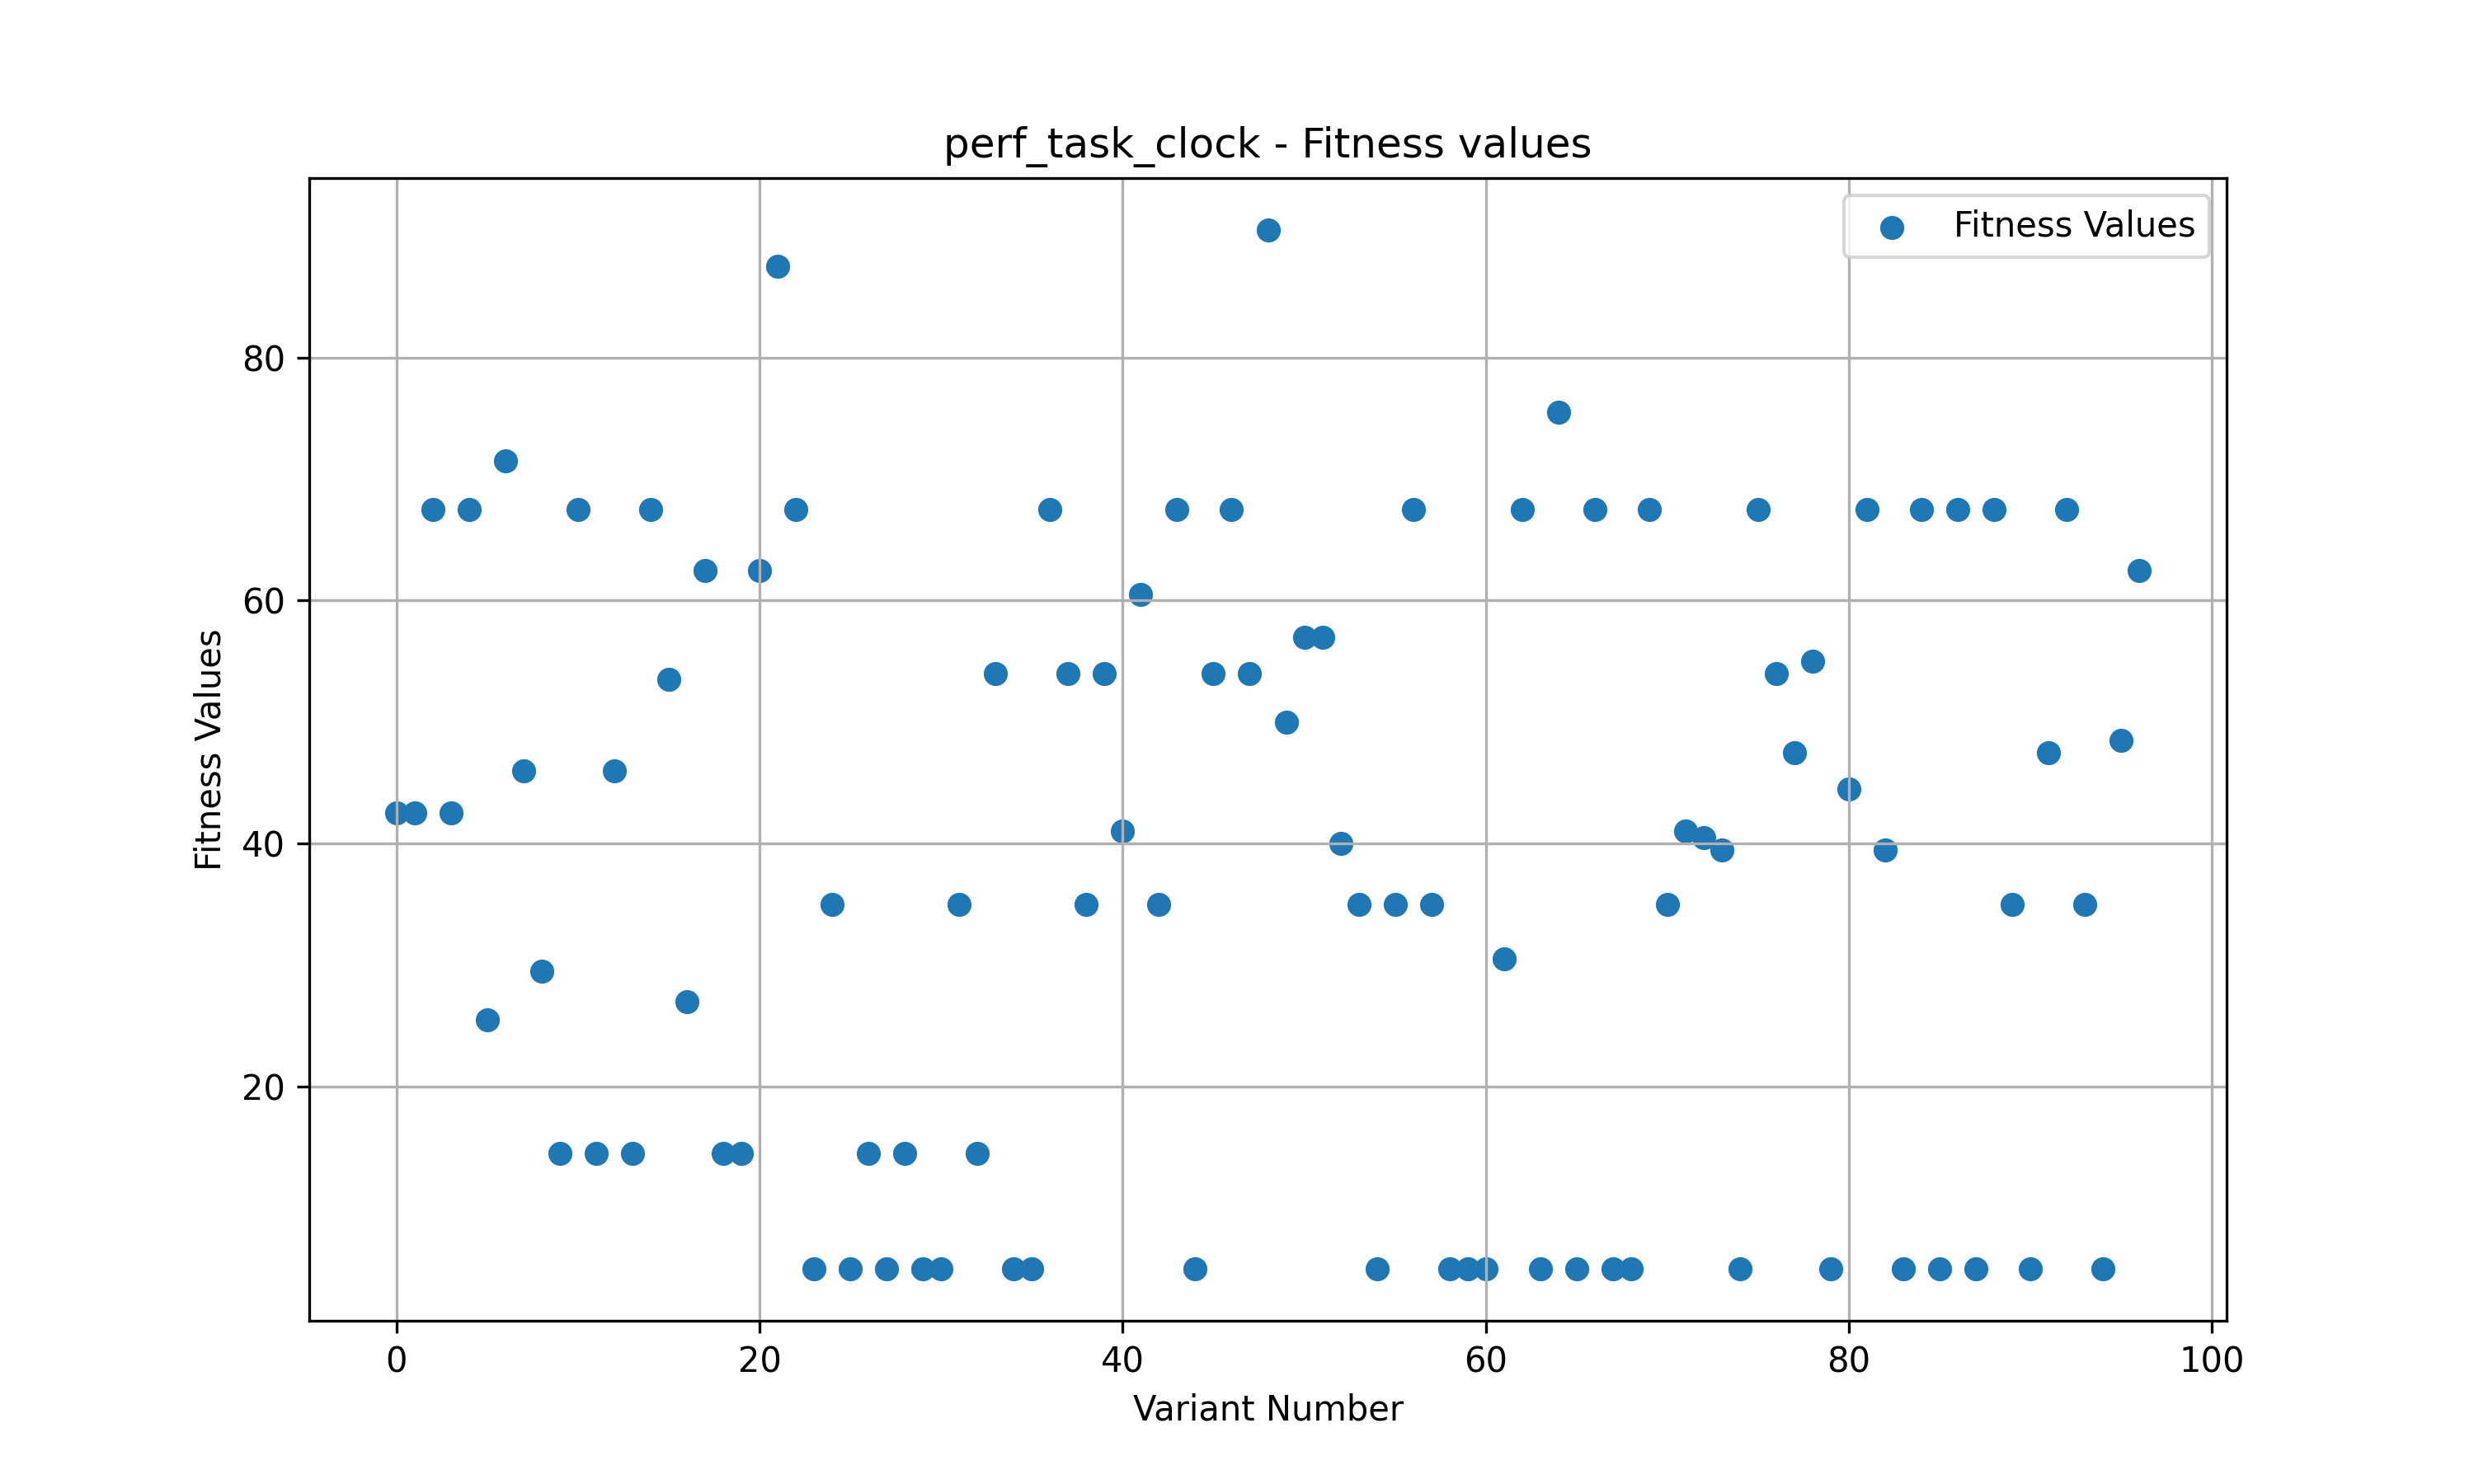 perf_task_clock - Fitness values
Fitness Values
80
60
40
20
Fitness Values
0 20 40 60 80 100
Variant Number